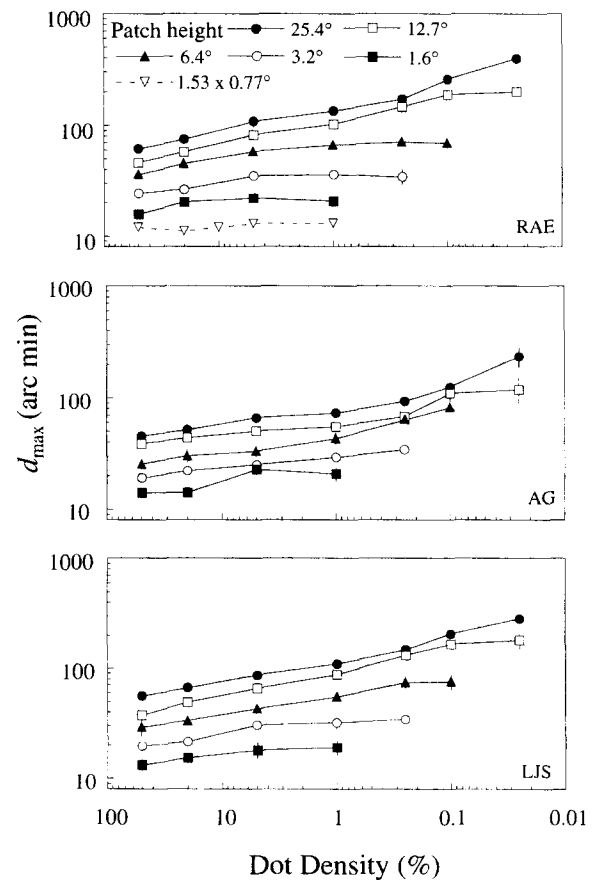 1000
Patch height 25.4° 12.7°
6.4° 3.2° 1.6°
1.53 x 0.77°
100
10
RAE
1000
100
10
AG
d_max (arc min)
1000
100
10
LJS
100 10 1 0.1 0.01
Dot Density (%)